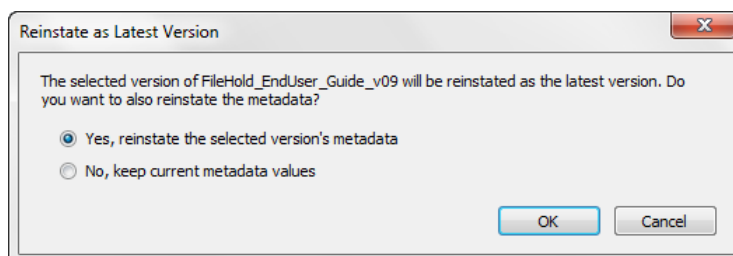 Reinstate as Latest Version
The selected version of FileHold_EndUser_Guide_v09 will be reinstated as the latest version. Do
you want to also reinstate the metadata?
Yes, reinstate the selected version's metadata
No, keep current metadata values
OK Cancel